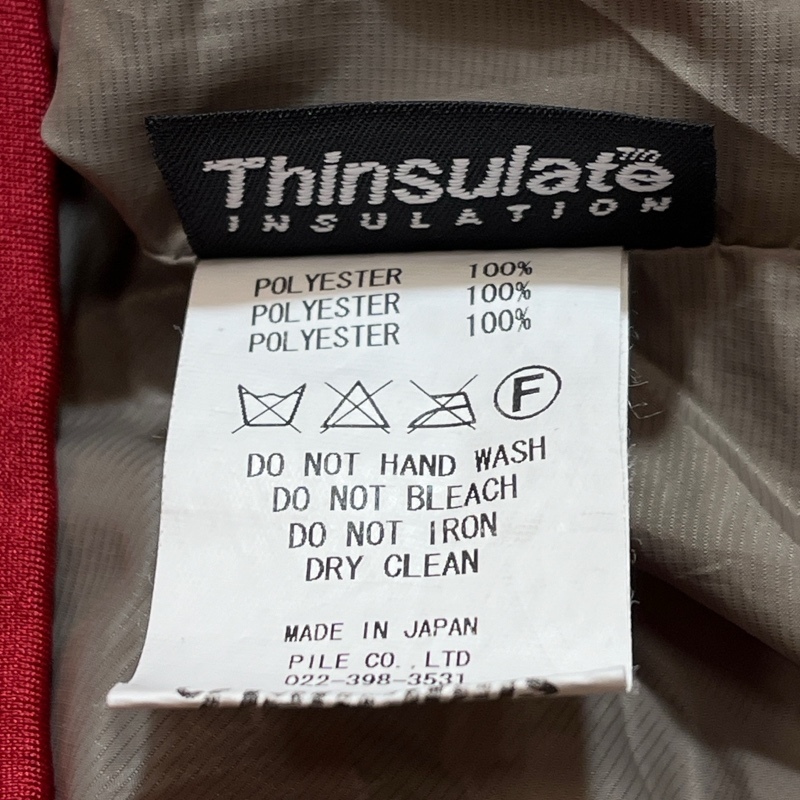 Thinsulate™
INSULATION
POLYESTER 100%
POLYESTER 100%
POLYESTER 100%
F
DO NOT HAND WASH
DO NOT BLEACH
DO NOT IRON
DRY CLEAN
MADE IN JAPAN
PILE CO.,LTD
022-398-3531